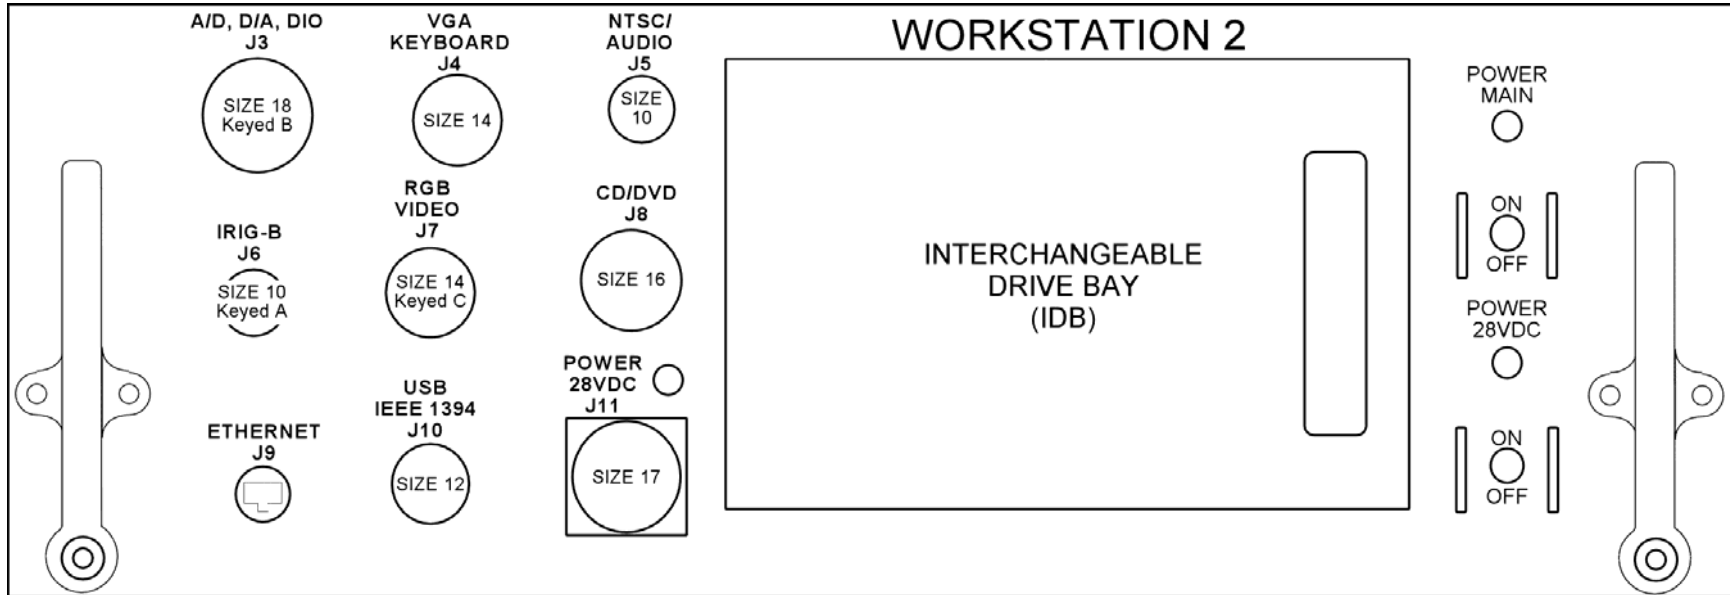 A/D, D/A, DIO
J3
SIZE 18
Keyed B
VGA
KEYBOARD
J4
SIZE 14
NTSC/
AUDIO
J5
SIZE
10
IRIG-B
J6
SIZE 10
Keyed A
RGB
VIDEO
J7
SIZE 14
Keyed C
CD/DVD
J8
SIZE 16
ETHERNET
J9
USB
IEEE 1394
J10
SIZE 12
POWER
28VDC
J11
SIZE 17
WORKSTATION 2
INTERCHANGEABLE
DRIVE BAY
(IDB)
POWER
MAIN
ON
OFF
POWER
28VDC
ON
OFF